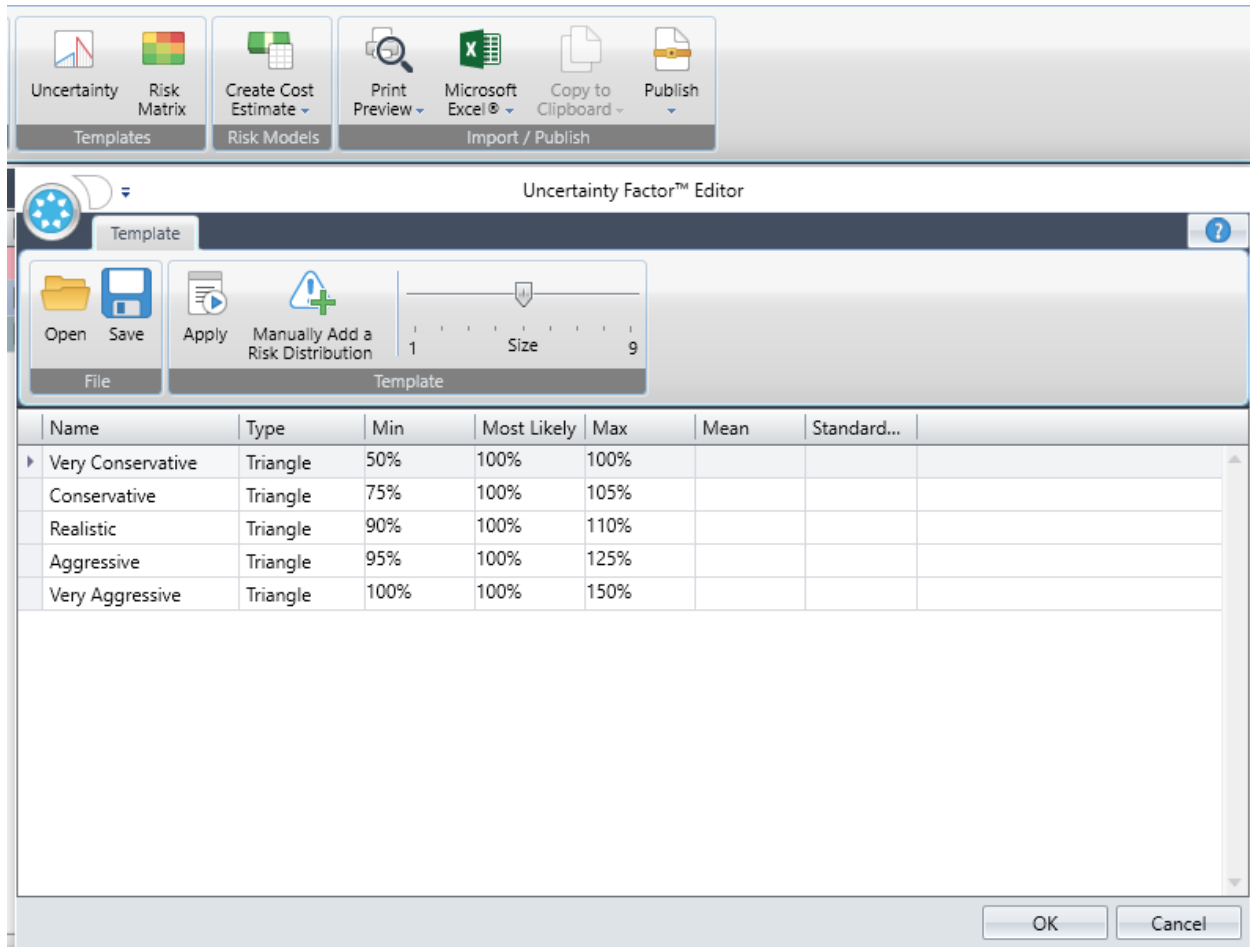 Uncertainty
Risk
Matrix
Create Cost
Estimate
Print
Preview
Microsoft
Excel®
Copy to
Clipboard
Publish
Templates
Risk Models
Import / Publish
Uncertainty Factor™ Editor
Template
?
Open
Save
Apply
Manually Add a
Risk Distribution
1
Size
9
File
Template
Name Type Min Most Likely Max Mean Standard...
Very Conservative Triangle 50% 100% 100%
Conservative Triangle 75% 100% 105%
Realistic Triangle 90% 100% 110%
Aggressive Triangle 95% 100% 125%
Very Aggressive Triangle 100% 100% 150%
OK
Cancel